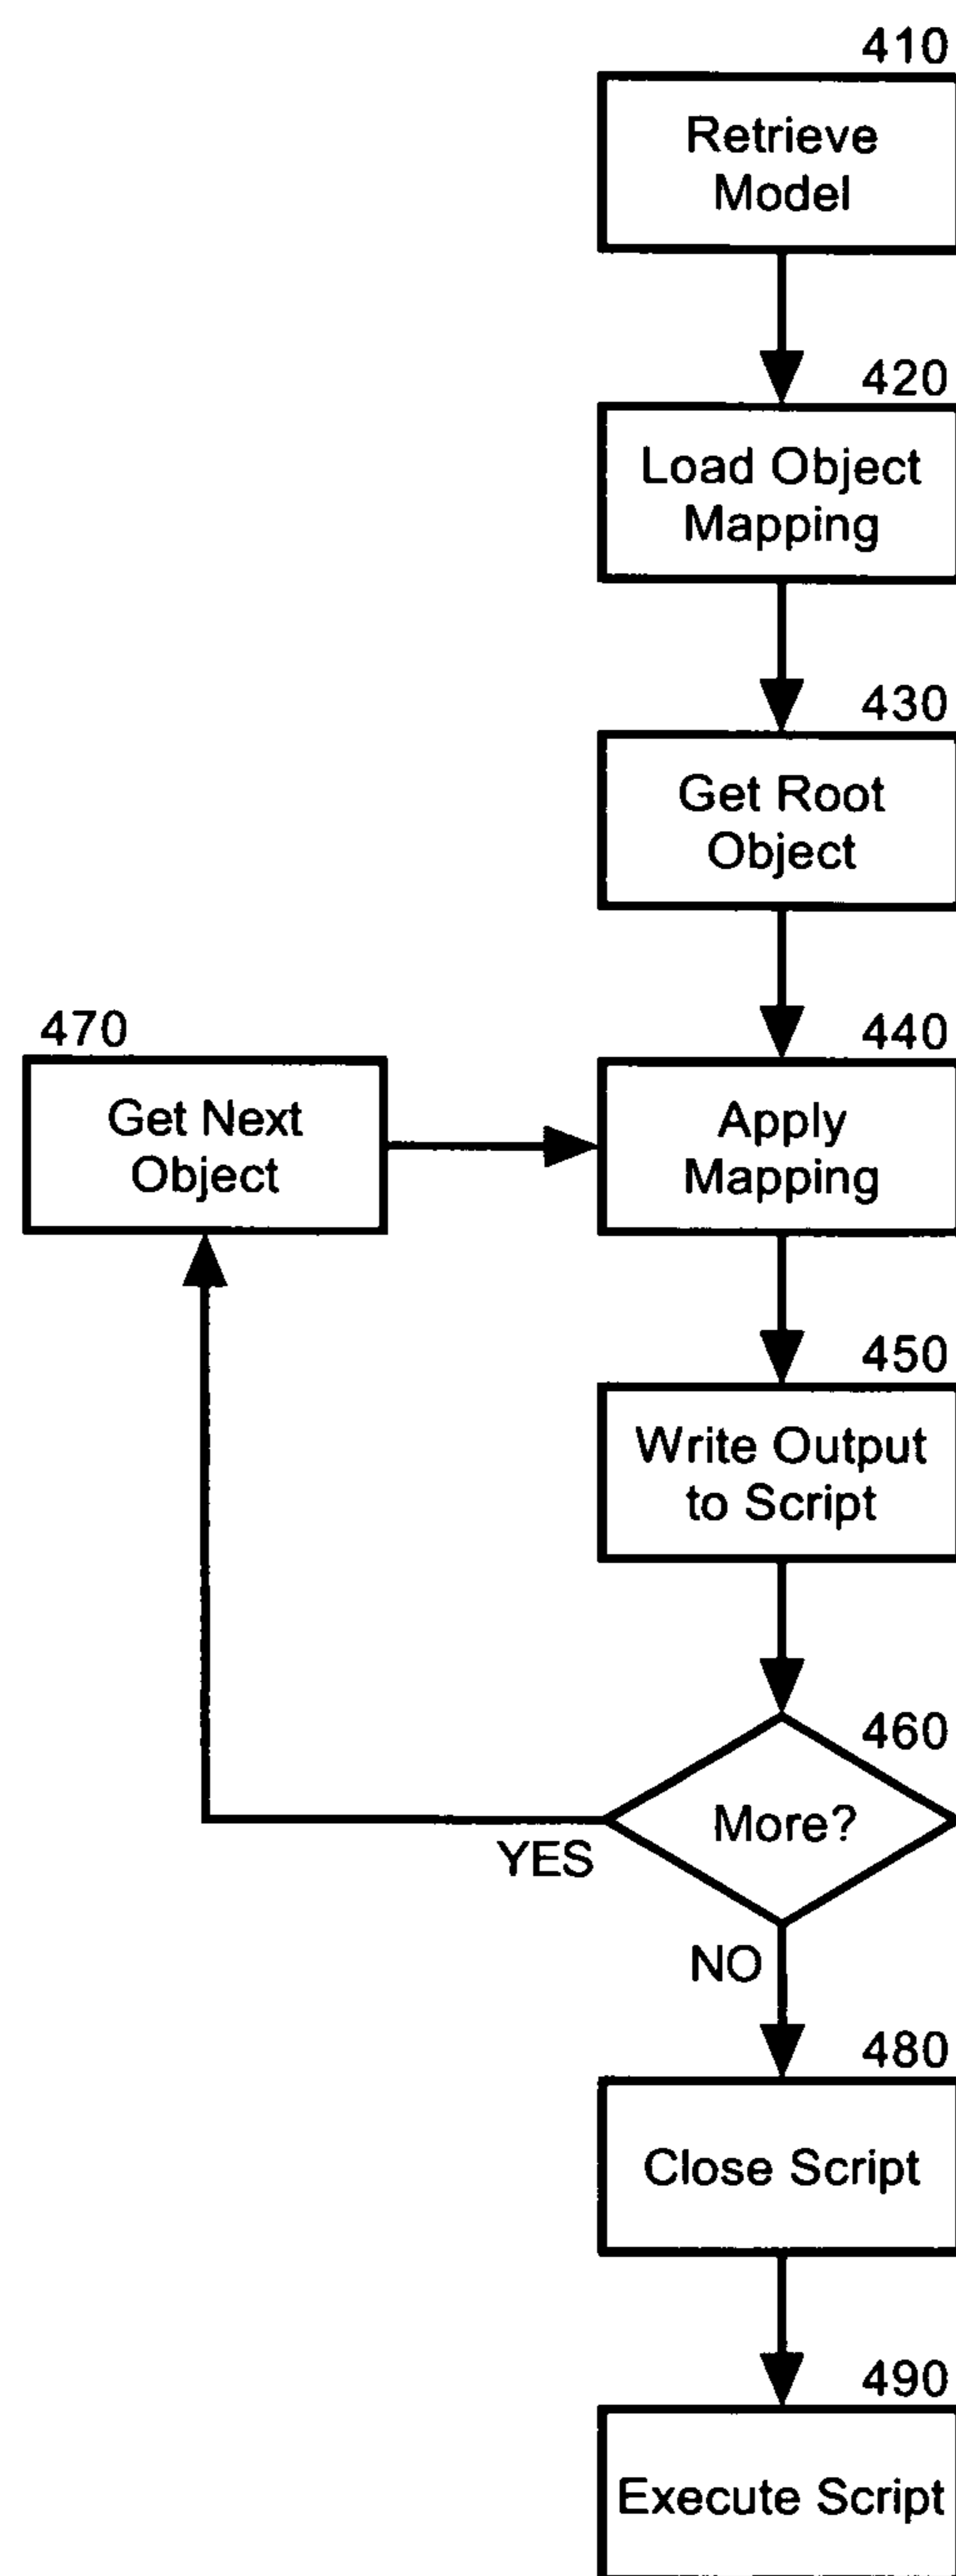 410
Retrieve
Model
420
Load Object
Mapping
430
Get Root
Object
470
Get Next
Object
440
Apply
Mapping
450
Write Output
to Script
460
More?
YES
NO
480
Close Script
490
Execute Script